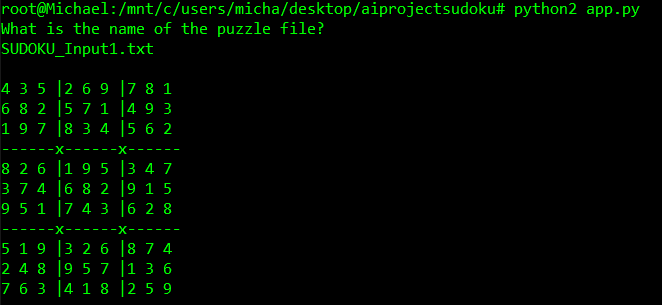 root@Michael:/mnt/c/users/micha/desktop/aiprojectsudoku# python2 app.py
What is the name of the puzzle file?
SUDOKU_Input1.txt
4 3 5 |2 6 9 |7 8 1
6 8 2 |5 7 1 |4 9 3
1 9 7 |8 3 4 |5 6 2
------x------x------
8 2 6 |1 9 5 |3 4 7
3 7 4 |6 8 2 |9 1 5
9 5 1 |7 4 3 |6 2 8
------x------x------
5 1 9 |3 2 6 |8 7 4
2 4 8 |9 5 7 |1 3 6
7 6 3 |4 1 8 |2 5 9